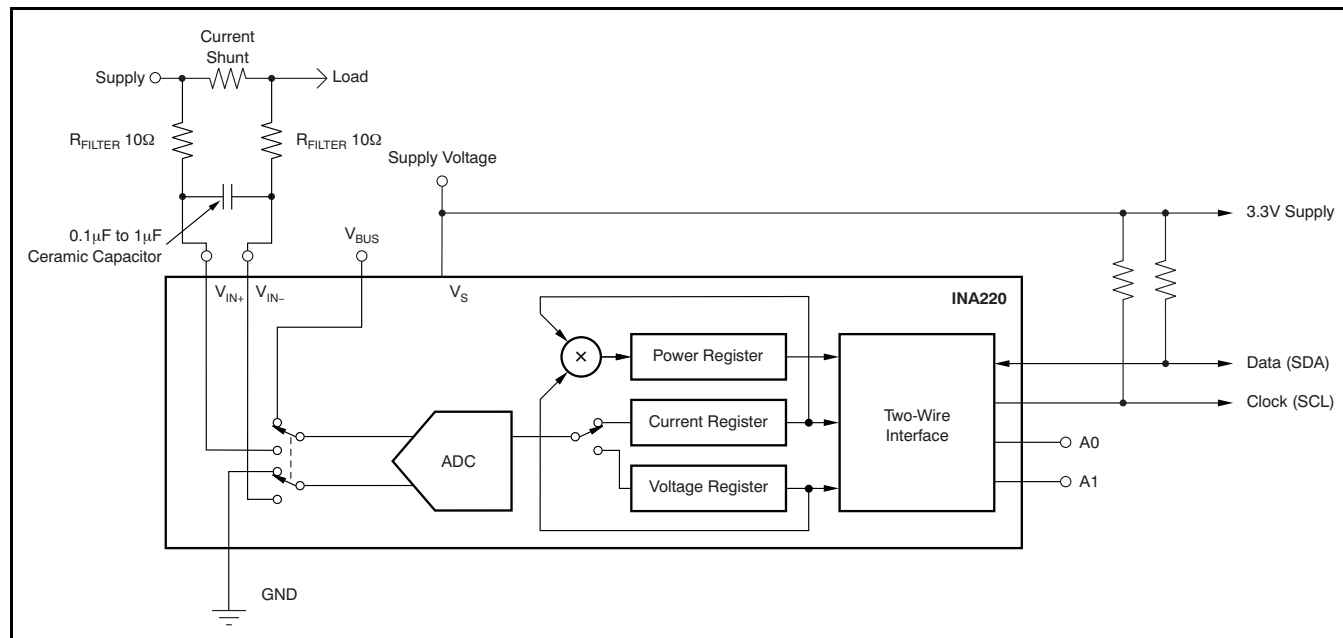 Current
Shunt
Supply
Load
R_FILTER 10Ω
R_FILTER 10Ω
Supply Voltage
0.1μF to 1μF
Ceramic Capacitor
V_BUS
3.3V Supply
V_IN+
V_IN–
V_S
INA220
×
Power Register
Data (SDA)
Current Register
Two-Wire
Interface
Clock (SCL)
ADC
A0
Voltage Register
A1
GND